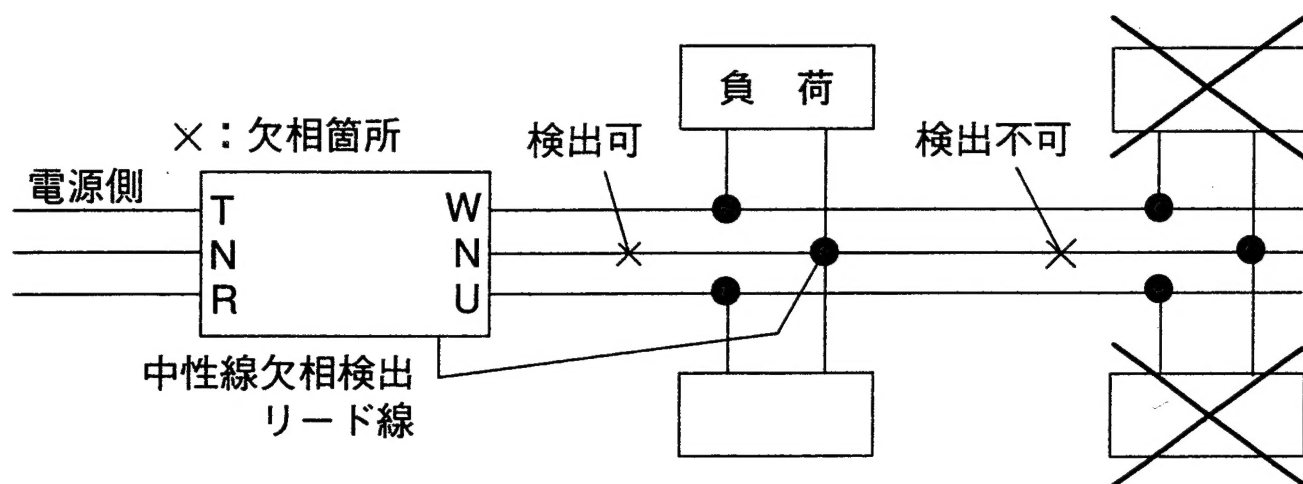 負 荷
×：欠相箇所
検出可
検出不可
電源側
T
W
N
N
R
U
中性線欠相検出
リード線